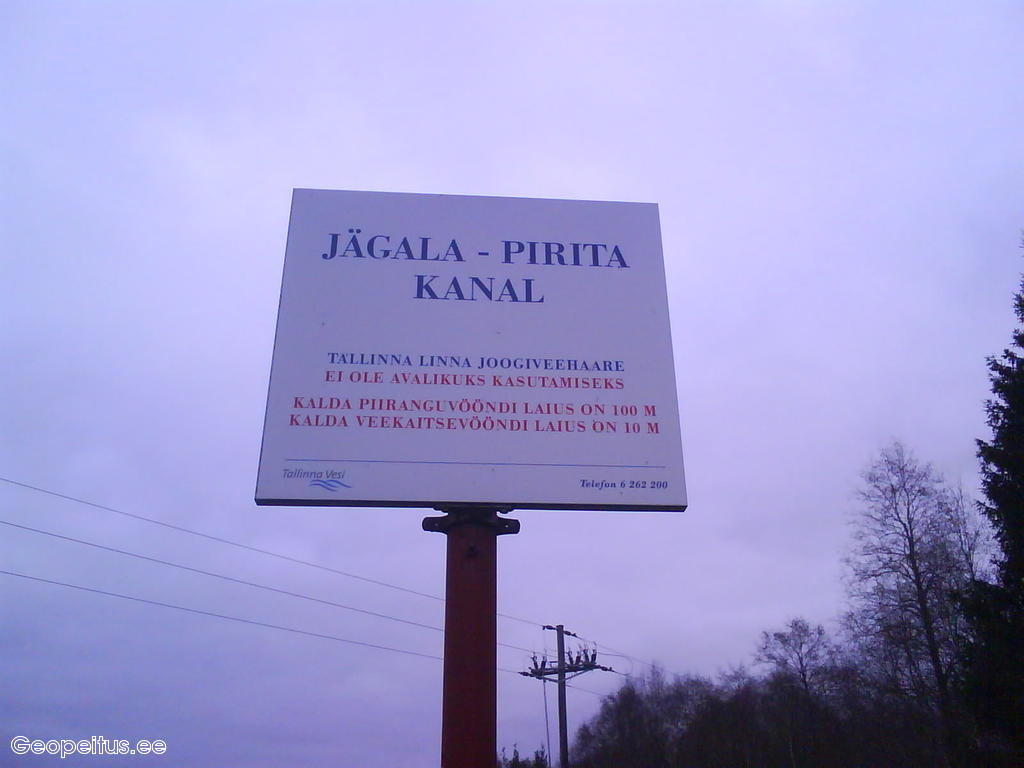 JÄGALA - PIRITA
KANAL
TALLINNA LINNA JOOGIVEEHAARE
EI OLE AVALIKUKS KASUTAMISEKS
KALDA PIIRANGUVÖÖNDI LAIUS ON 100 M
KALDA VEEKAITSEVÖÖNDI LAIUS ON 10 M
Tallinna Vesi
Telefon 6 262 200
Geopeitus.ee